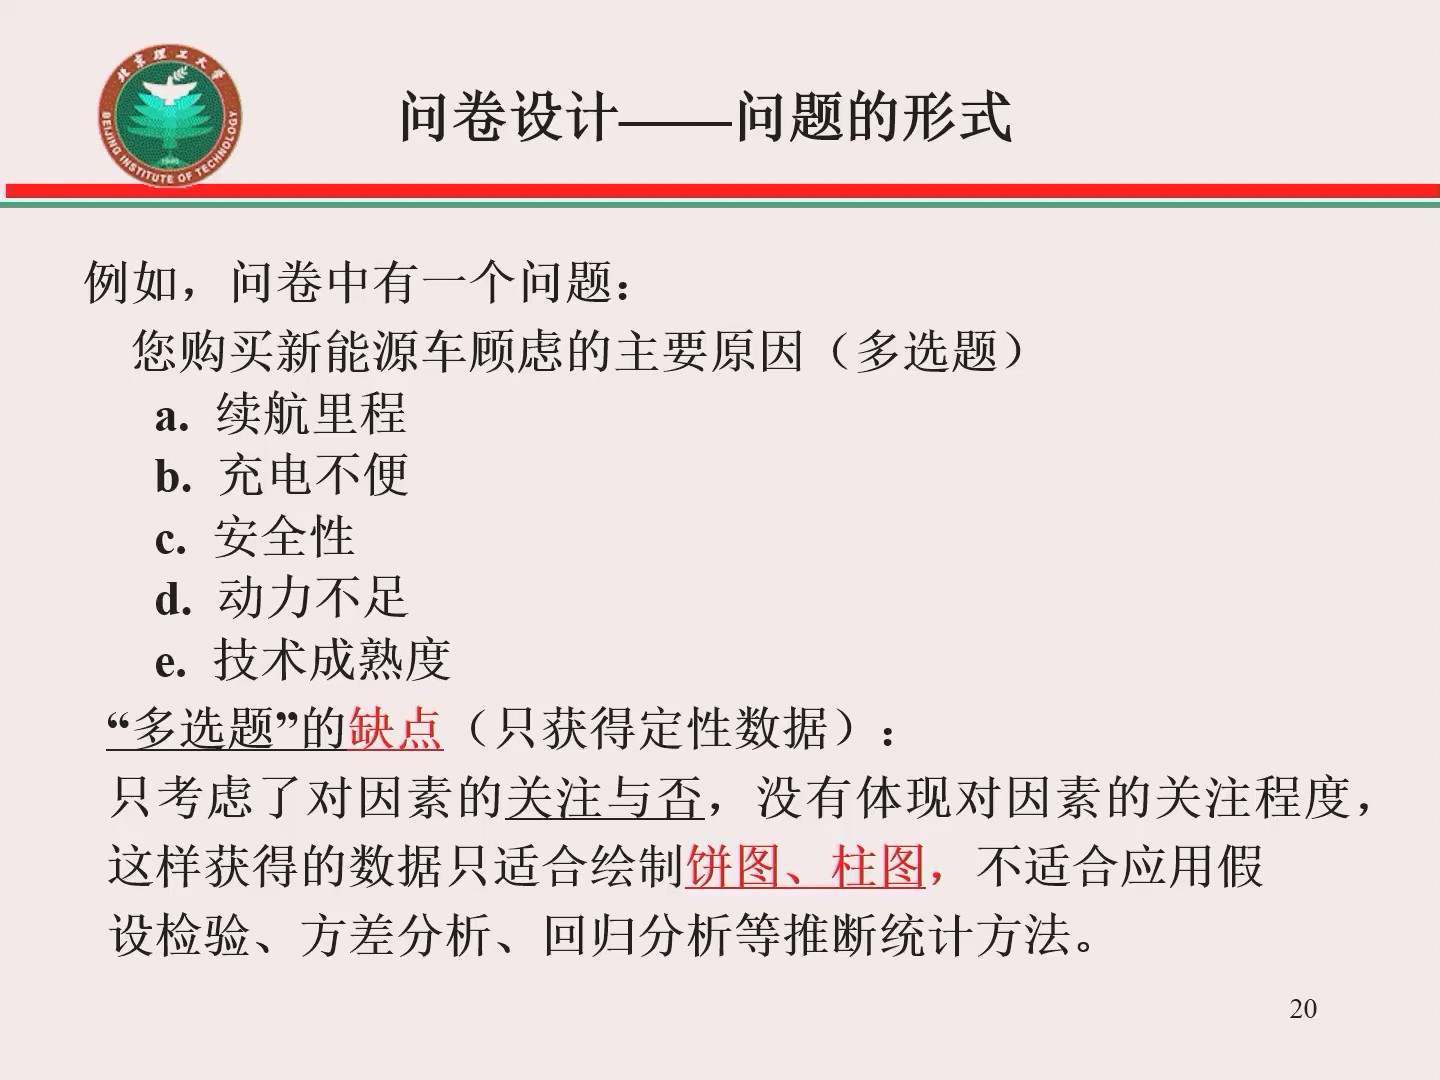 北京理工大学
BEIJING INSTITUTE OF TECHNOLOGY
1940
问卷设计——问题的形式
例如，问卷中有一个问题：
您购买新能源车顾虑的主要原因（多选题）
a. 续航里程
b. 充电不便
c. 安全性
d. 动力不足
e. 技术成熟度
“多选题”的缺点（只获得定性数据）：
只考虑了对因素的关注与否，没有体现对因素的关注程度，
这样获得的数据只适合绘制饼图、柱图，不适合应用假
设检验、方差分析、回归分析等推断统计方法。
20